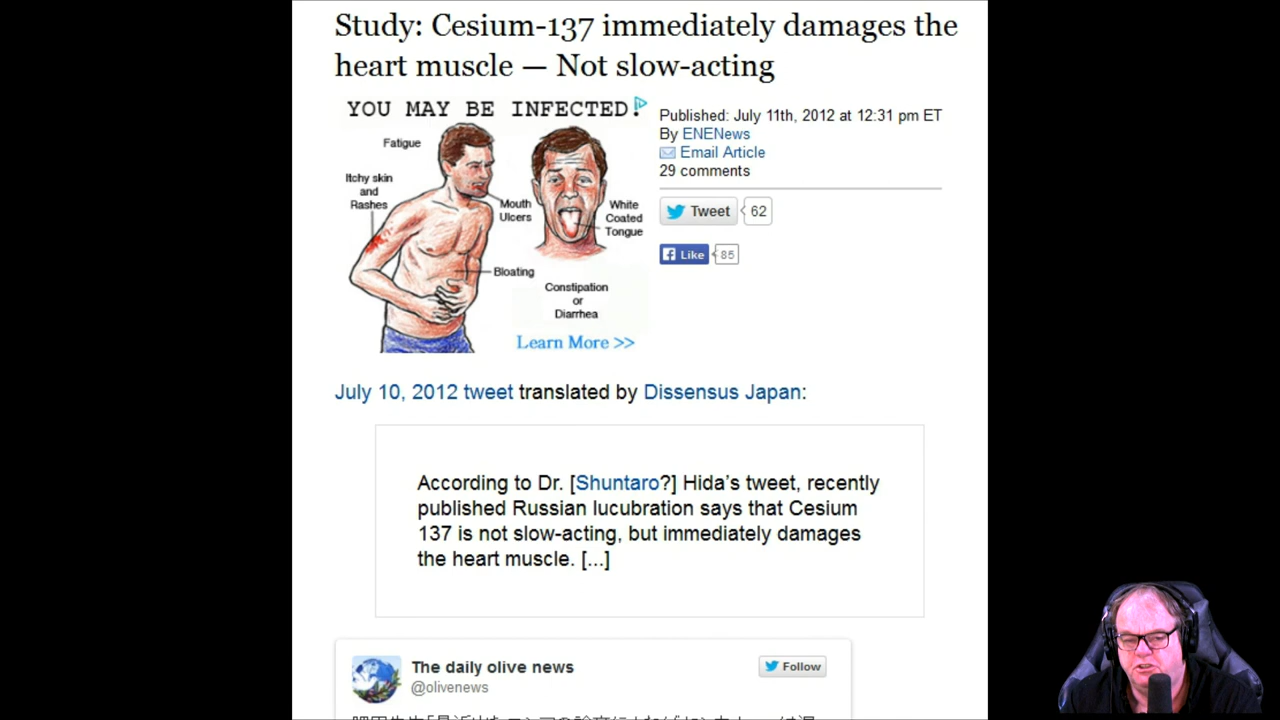 Study: Cesium-137 immediately damages the
heart muscle — Not slow-acting
YOU MAY BE INFECTED!
Fatigue
Itchy skin
and
Rashes
Mouth
Ulcers
White
Coated
Tongue
Bloating
Constipation
or
Diarrhea
Learn More >>
Published: July 11th, 2012 at 12:31 pm ET
By ENENews
Email Article
29 comments
Tweet 62
Like 85
July 10, 2012 tweet translated by Dissensus Japan:
According to Dr. [Shuntaro?] Hida’s tweet, recently
published Russian lucubration says that Cesium
137 is not slow-acting, but immediately damages
the heart muscle. [...]
The daily olive news
@olivenews
Follow